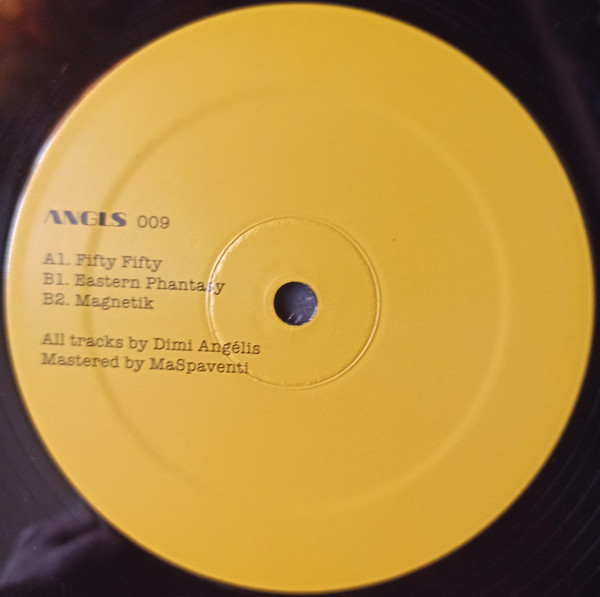 ANGLS 009
A1. Fifty Fifty
B1. Eastern Phantasy
B2. Magnetik
All tracks by Dimi Angélis
Mastered by MaSpaventi